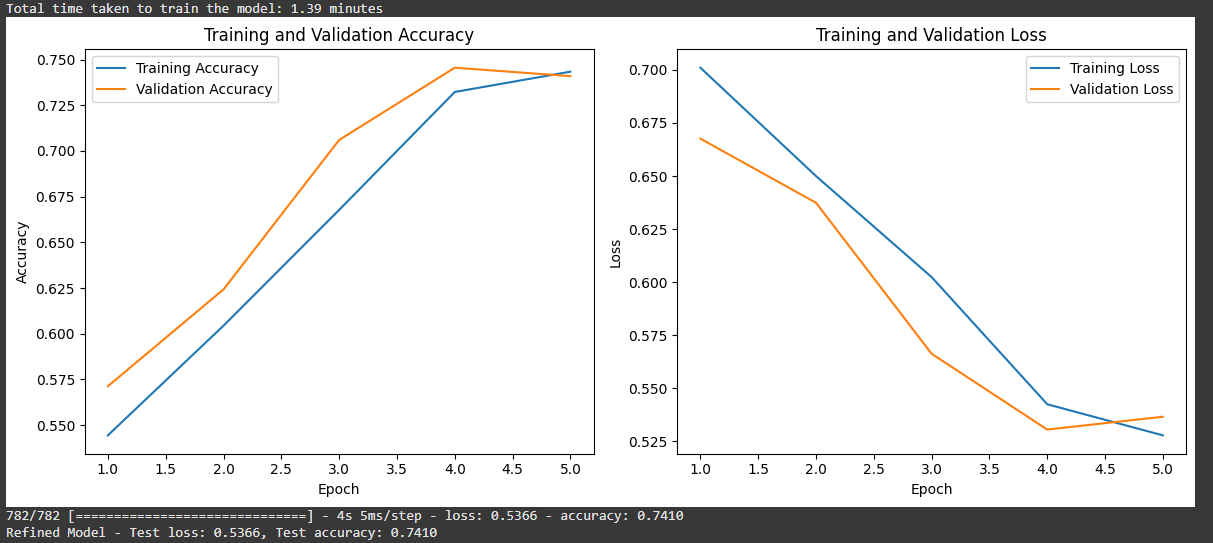 Total time taken to train the model: 1.39 minutes
Training and Validation Accuracy
Training Accuracy
Validation Accuracy
0.750
0.725
0.700
0.675
0.650
0.625
0.600
0.575
0.550
Accuracy
1.0 1.5 2.0 2.5 3.0 3.5 4.0 4.5 5.0
Epoch
Training and Validation Loss
Training Loss
Validation Loss
0.700
0.675
0.650
0.625
0.600
0.575
0.550
0.525
Loss
1.0 1.5 2.0 2.5 3.0 3.5 4.0 4.5 5.0
Epoch
782/782 [==============================] - 4s 5ms/step - loss: 0.5366 - accuracy: 0.7410
Refined Model - Test loss: 0.5366, Test accuracy: 0.7410